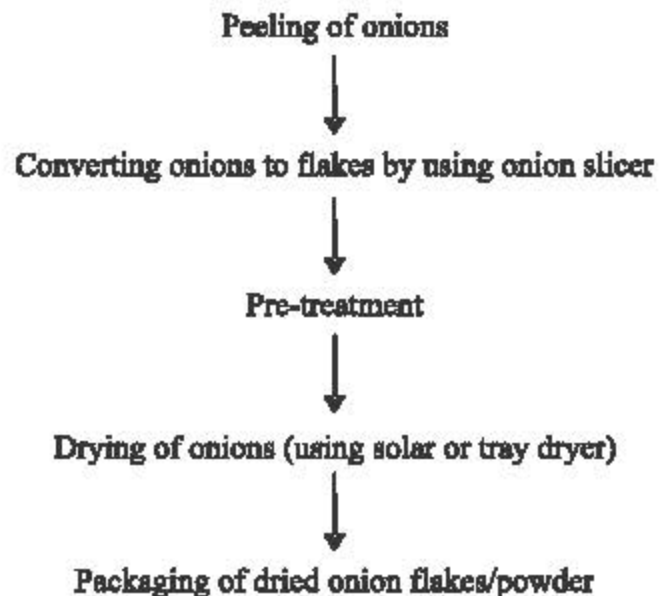 Peeling of onions
Converting onions to flakes by using onion slicer
Pre-treatment
Drying of onions (using solar or tray dryer)
Packaging of dried onion flakes/powder